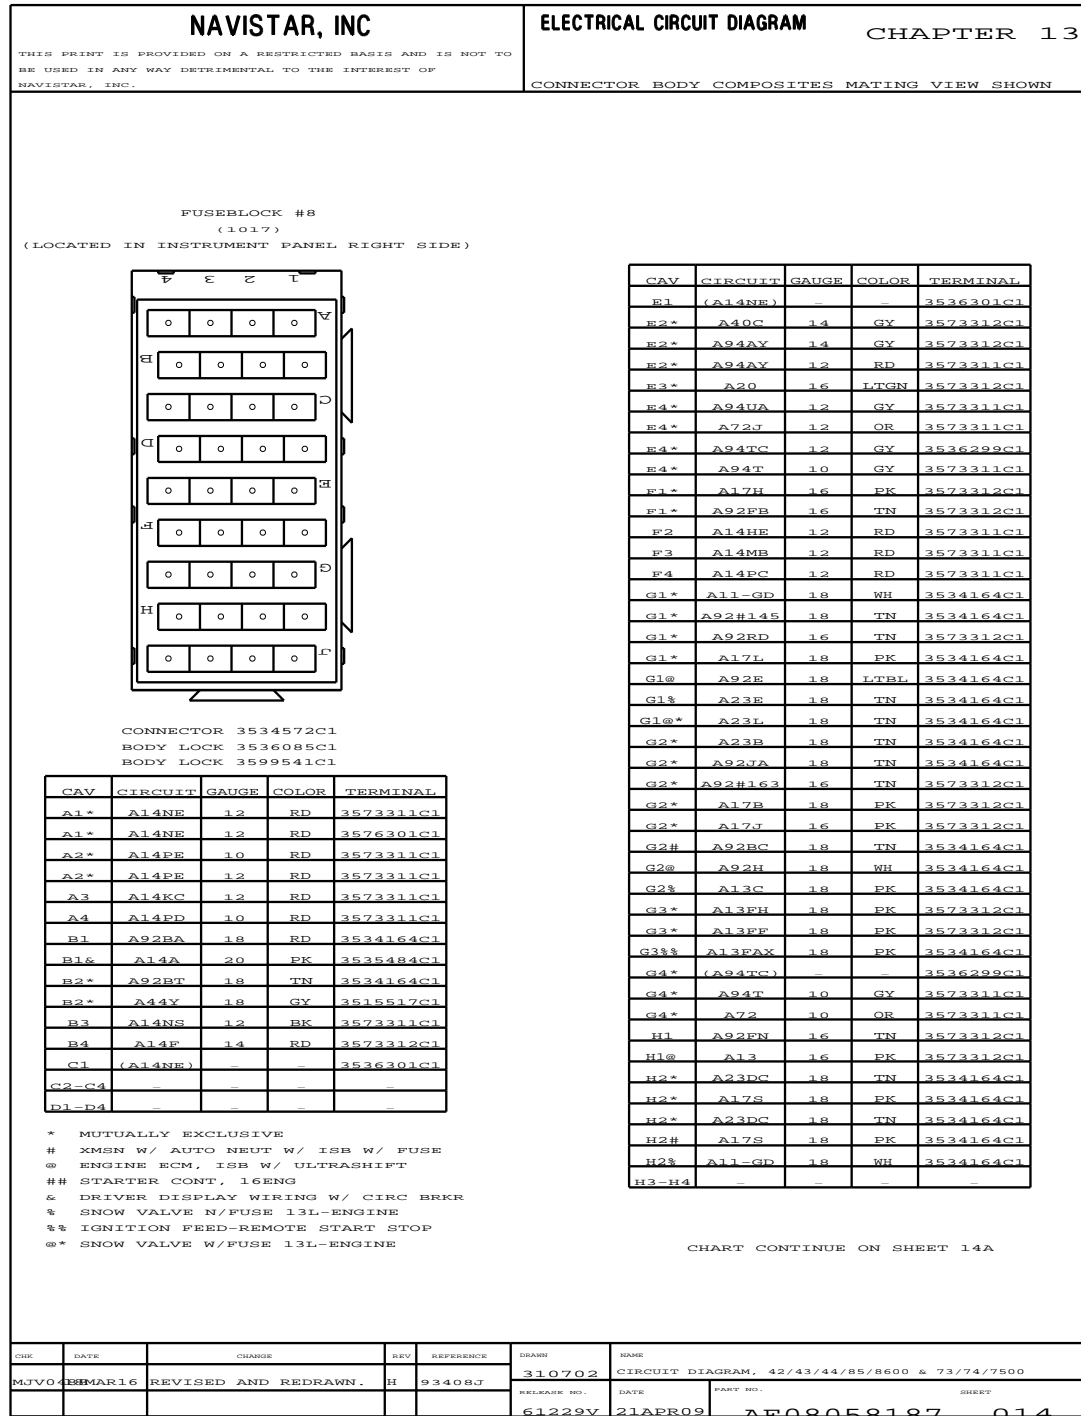 NAVISTAR, INC
THIS PRINT IS PROVIDED ON A RESTRICTED BASIS AND IS NOT TO
BE USED IN ANY WAY DETRIMENTAL TO THE INTEREST OF
NAVISTAR, INC.
ELECTRICAL CIRCUIT DIAGRAM
CHAPTER 13
CONNECTOR BODY COMPOSITES MATING VIEW SHOWN
FUSEBLOCK #8
(1017)
(LOCATED IN INSTRUMENT PANEL RIGHT SIDE)
4 3 2 1
A
B
C
D
E
F
G
H
J
CONNECTOR 3534572C1
BODY LOCK 3536085C1
BODY LOCK 3599541C1
CAV CIRCUIT GAUGE COLOR TERMINAL
A1* A14NE 12 RD 3573311C1
A1* A14NE 12 RD 3576301C1
A2* A14PE 10 RD 3573311C1
A2* A14PE 12 RD 3573311C1
A3 A14KC 12 RD 3573311C1
A4 A14PD 10 RD 3573311C1
B1 A92BA 18 RD 3534164C1
B1& A14A 20 PK 3535484C1
B2* A92BT 18 TN 3534164C1
B2* A44Y 18 GY 3515517C1
B3 A14NS 12 BK 3573311C1
B4 A14F 14 RD 3573312C1
C1 (A14NE) - - 3536301C1
C2-C4 - - - -
D1-D4 - - - -
* MUTUALLY EXCLUSIVE
# XMSN W/ AUTO NEUT W/ ISB W/ FUSE
@ ENGINE ECM, ISB W/ ULTRASHIFT
## STARTER CONT, 16ENG
& DRIVER DISPLAY WIRING W/ CIRC BRKR
% SNOW VALVE N/FUSE 13L-ENGINE
%% IGNITION FEED-REMOTE START STOP
@* SNOW VALVE W/FUSE 13L-ENGINE
CAV CIRCUIT GAUGE COLOR TERMINAL
E1 (A14NE) - - 3536301C1
E2* A40C 14 GY 3573312C1
E2* A94AY 14 GY 3573312C1
E2* A94AY 12 RD 3573311C1
E3* A20 16 LTGN 3573312C1
E4* A94UA 12 GY 3573311C1
E4* A72J 12 OR 3573311C1
E4* A94TC 12 GY 3536299C1
E4* A94T 10 GY 3573311C1
F1* A17H 16 PK 3573312C1
F1* A92FB 16 TN 3573312C1
F2 A14HE 12 RD 3573311C1
F3 A14MB 12 RD 3573311C1
F4 A14PC 12 RD 3573311C1
G1* A11-GD 18 WH 3534164C1
G1* A92#145 18 TN 3534164C1
G1* A92RD 16 TN 3573312C1
G1* A17L 18 PK 3534164C1
G1@ A92E 18 LTBL 3534164C1
G1% A23E 18 TN 3534164C1
G1@* A23L 18 TN 3534164C1
G2* A23B 18 TN 3534164C1
G2* A92JA 18 TN 3534164C1
G2* A92#163 16 TN 3573312C1
G2* A17B 18 PK 3573312C1
G2* A17J 16 PK 3573312C1
G2# A92BC 18 TN 3534164C1
G2@ A92H 18 WH 3534164C1
G2% A13C 18 PK 3534164C1
G3* A13FH 18 PK 3573312C1
G3* A13FF 18 PK 3573312C1
G3%% A13FAX 18 PK 3534164C1
G4* (A94TC) - - 3536299C1
G4* A94T 10 GY 3573311C1
G4* A72 10 OR 3573311C1
H1 A92FN 16 TN 3573312C1
H1@ A13 16 PK 3573312C1
H2* A23DC 18 TN 3534164C1
H2* A17S 18 PK 3534164C1
H2* A23DC 18 TN 3534164C1
H2# A17S 18 PK 3534164C1
H2% A11-GD 18 WH 3534164C1
H3-H4 - - - -
CHART CONTINUE ON SHEET 14A
CHK DATE CHANGE REV REFERENCE
REVISED AND REDRAWN. H 93408J
DRAWN
310702
NAME
CIRCUIT DIAGRAM, 42/43/44/85/8600 & 73/74/7500
RELEASE NO. DATE PART NO. SHEET
61229V 21APR09 AF08058187 014